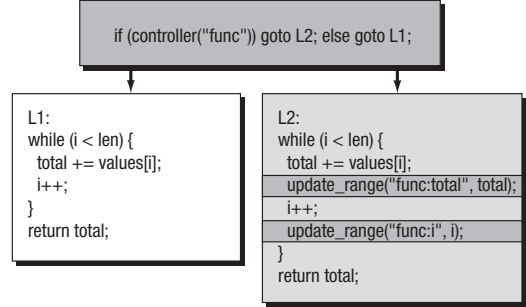 if (controller("func")) goto L2; else goto L1;
L1:
while (i < len) {
total += values[i];
i++;
}
return total;
L2:
while (i < len) {
total += values[i];
update_range("func:total", total);
i++;
update_range("func:i", i);
}
return total;